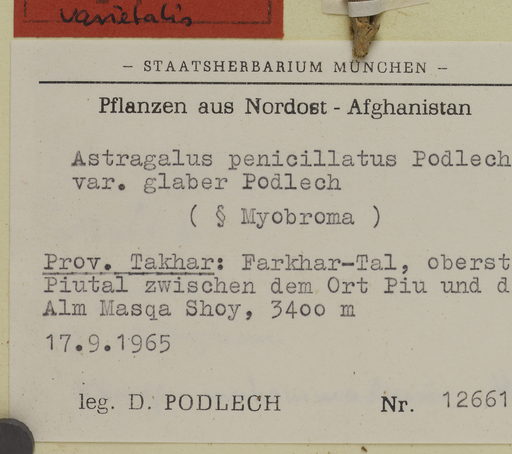 varietatis
– STAATSHERBARIUM MÜNCHEN –
Pflanzen aus Nordost - Afghanistan
Astragalus penicillatus Podlech
var. glaber Podlech
( § Myobroma )
Prov. Takhar: Farkhar-Tal, oberst
Piutal zwischen dem Ort Piu und d
Alm Masqa Shoy, 3400 m
17.9.1965
leg. D. PODLECH Nr. 12661